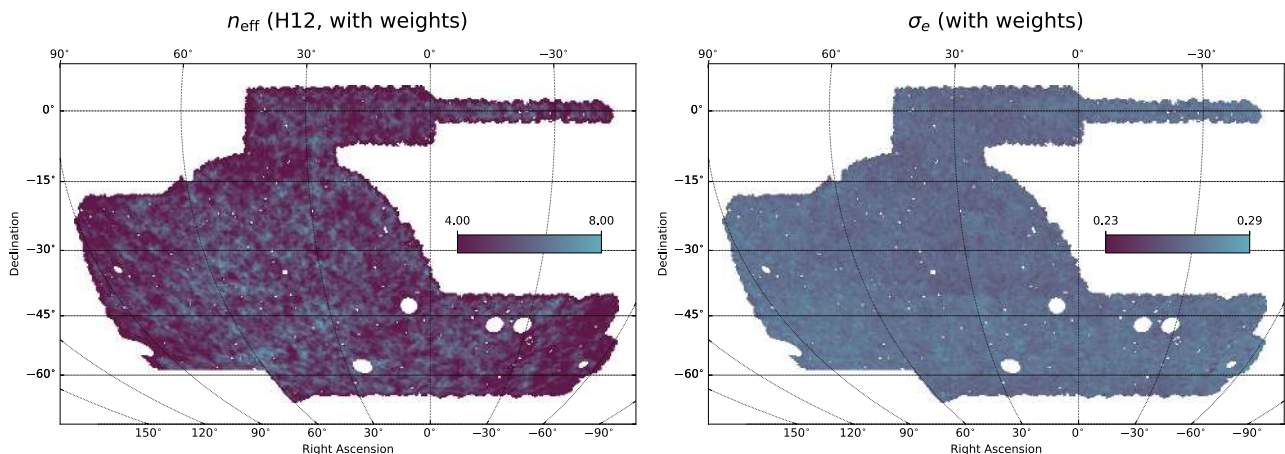 n_eff (H12, with weights)
90° 60° 30° 0° −30°
0°
−15°
−30°
−45°
−60°
Declination
4.00 8.00
150° 120° 90° 60° 30° 0° −30° −60° −90°
Right Ascension
σ_e (with weights)
90° 60° 30° 0° −30°
0°
−15°
−30°
−45°
−60°
Declination
0.23 0.29
150° 120° 90° 60° 30° 0° −30° −60° −90°
Right Ascension